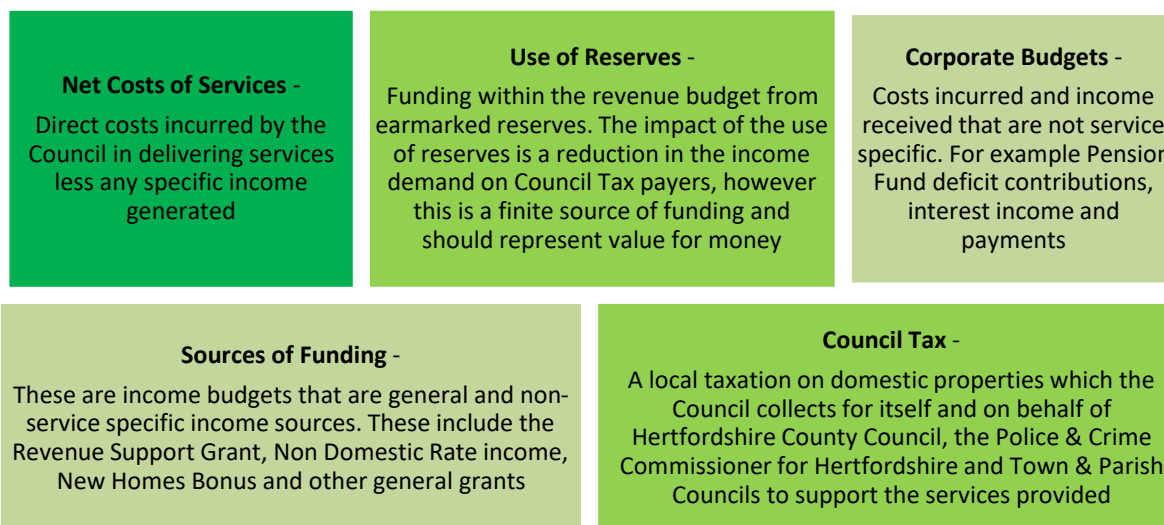 Net Costs of Services -
Direct costs incurred by the
Council in delivering services
less any specific income
generated
Use of Reserves -
Funding within the revenue budget from
earmarked reserves. The impact of the use
of reserves is a reduction in the income
demand on Council Tax payers, however
this is a finite source of funding and
should represent value for money
Corporate Budgets -
Costs incurred and income
received that are not service
specific. For example Pension
Fund deficit contributions,
interest income and
payments
Sources of Funding -
These are income budgets that are general and non-
service specific income sources. These include the
Revenue Support Grant, Non Domestic Rate income,
New Homes Bonus and other general grants
Council Tax -
A local taxation on domestic properties which the
Council collects for itself and on behalf of
Hertfordshire County Council, the Police & Crime
Commissioner for Hertfordshire and Town & Parish
Councils to support the services provided